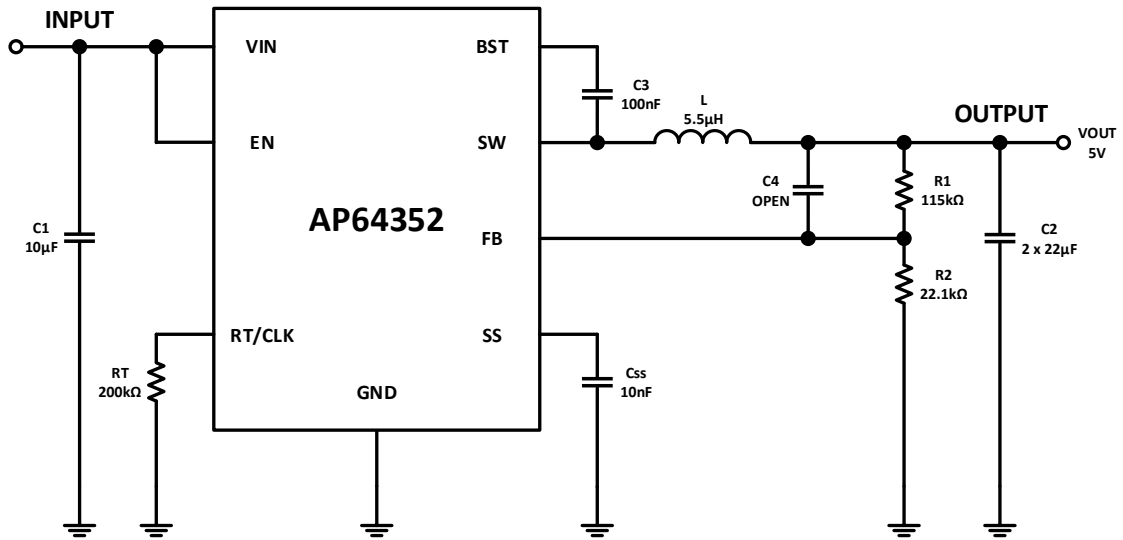 INPUT
VIN
BST
C3
100nF
L
5.5µH
OUTPUT
VOUT
5V
EN
SW
C4
OPEN
R1
115kΩ
AP64352
C1
10µF
FB
C2
2 x 22µF
R2
22.1kΩ
RT/CLK
SS
RT
200kΩ
Css
10nF
GND